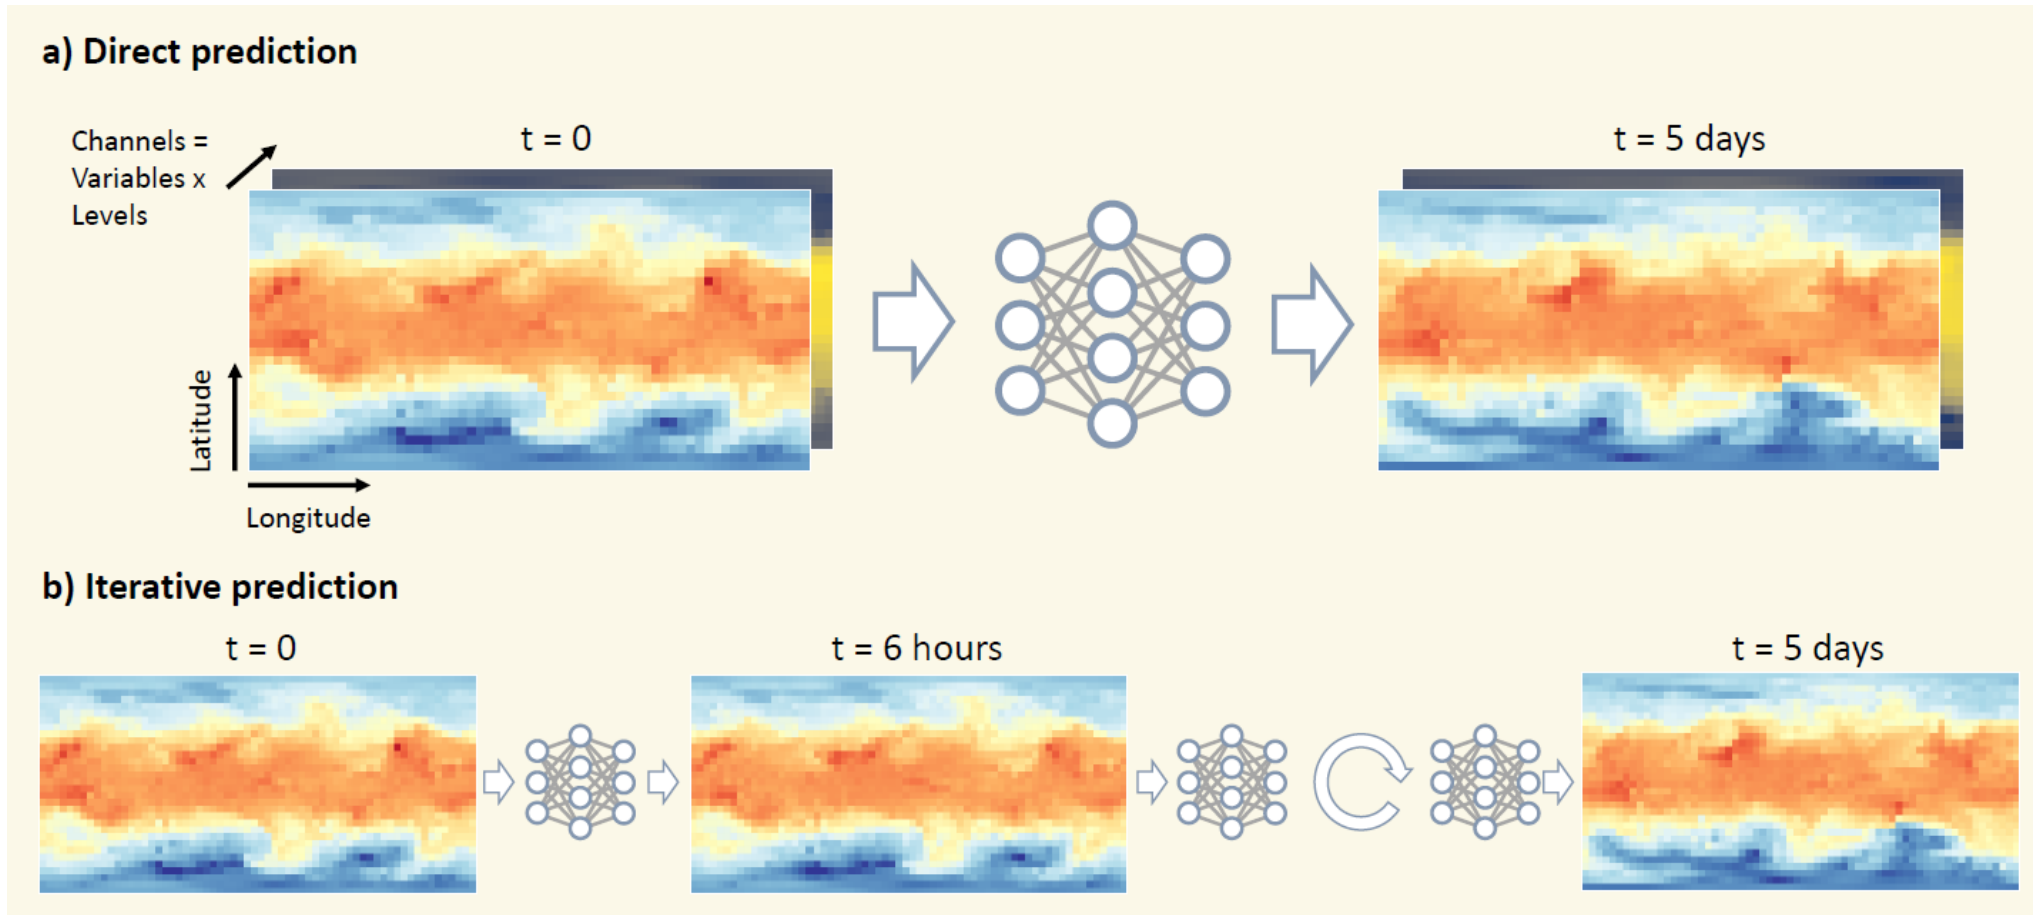 a) Direct prediction
Channels =
Variables x
Levels
t = 0
t = 5 days
Latitude
Longitude
b) Iterative prediction
t = 0
t = 6 hours
t = 5 days